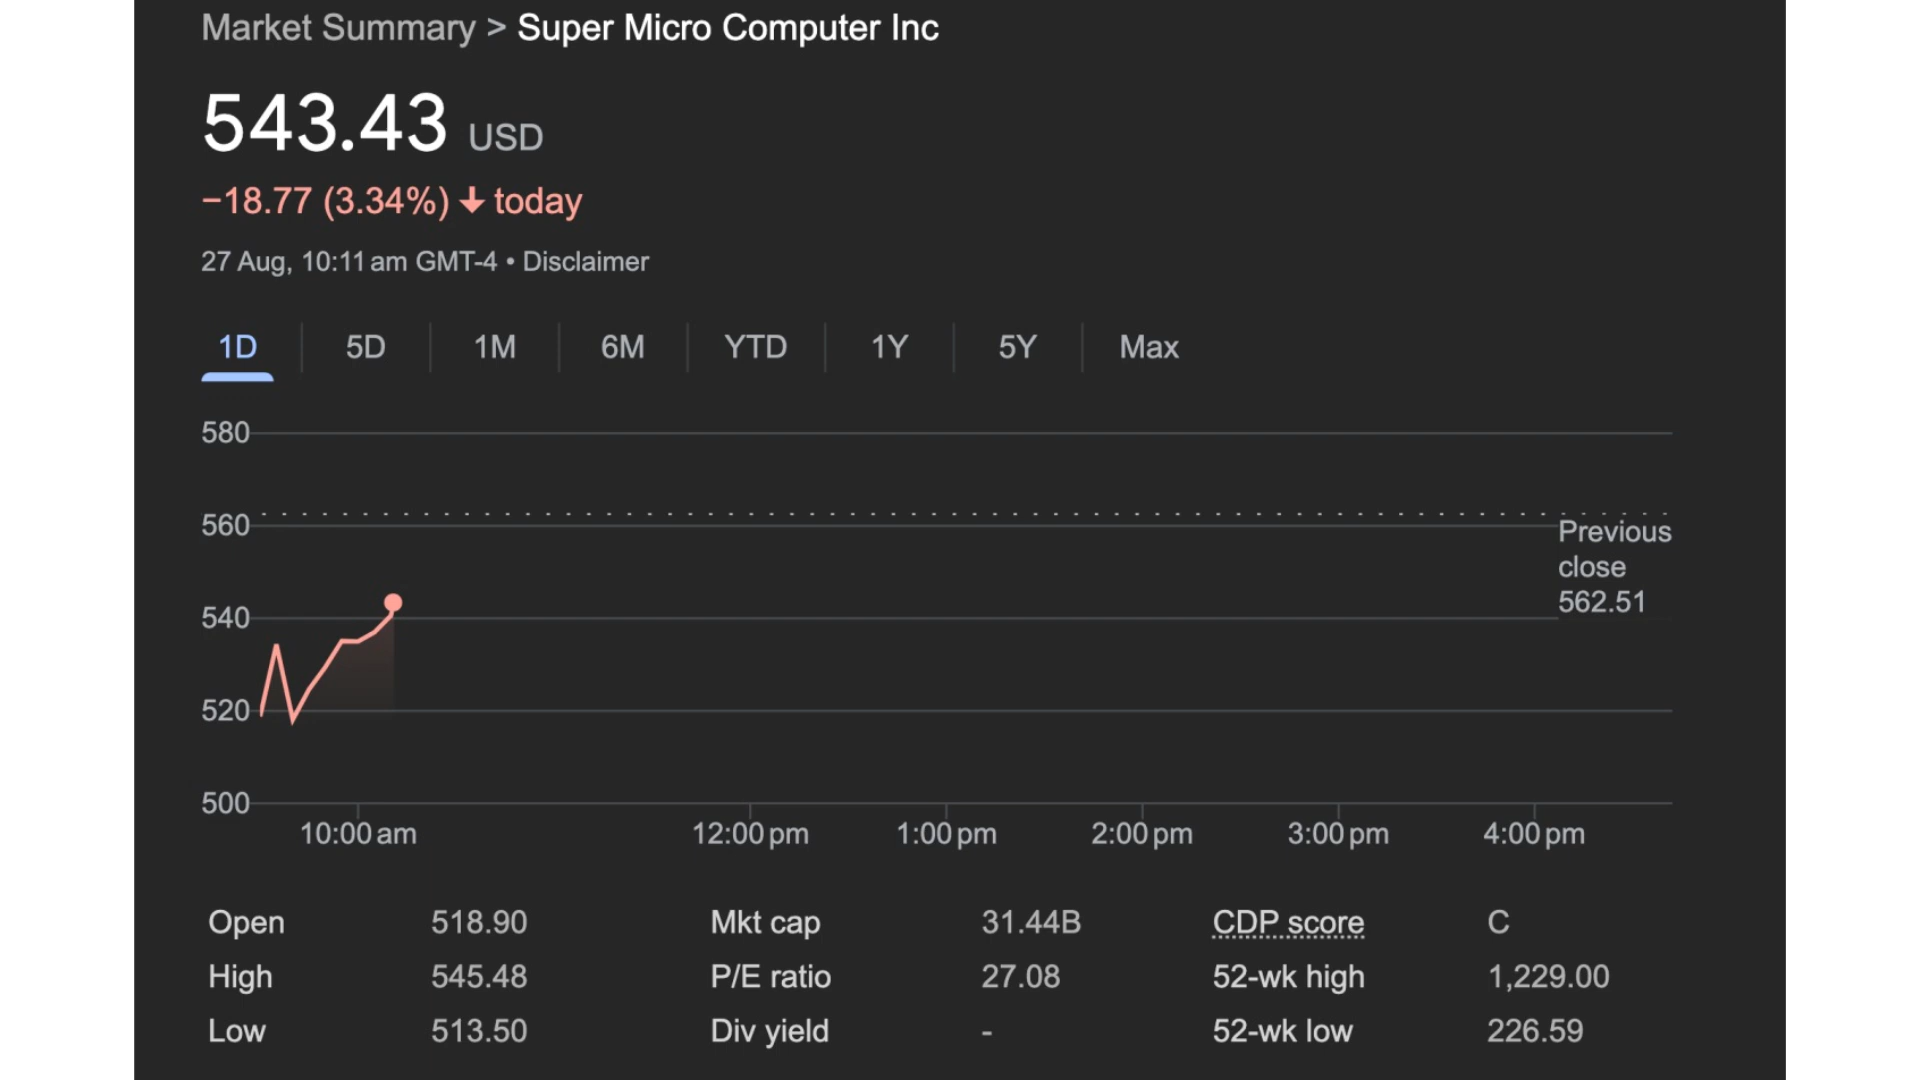 Market Summary > Super Micro Computer Inc
543.43 USD
−18.77 (3.34%) ↓ today
27 Aug, 10:11 am GMT-4 • Disclaimer
1D 5D 1M 6M YTD 1Y 5Y Max
580
560
Previous
close
562.51
540
520
500
10:00 am 12:00 pm 1:00 pm 2:00 pm 3:00 pm 4:00 pm
Open 518.90 Mkt cap 31.44B CDP score C
High 545.48 P/E ratio 27.08 52-wk high 1,229.00
Low 513.50 Div yield - 52-wk low 226.59